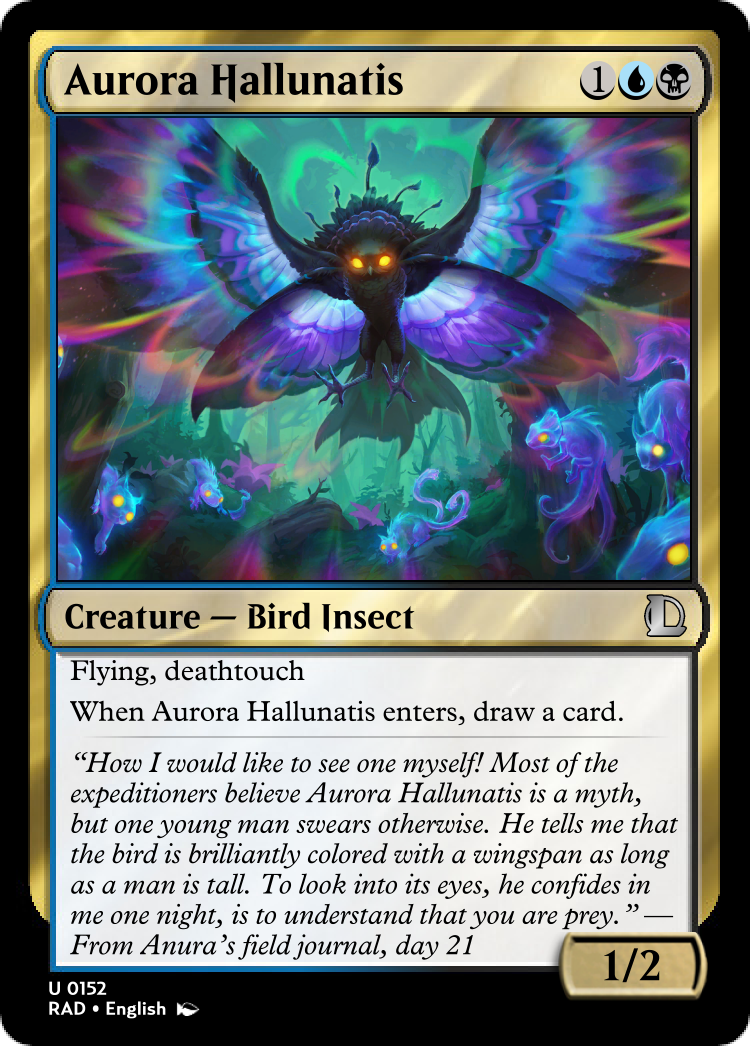 Aurora Hallunatis 1
Creature — Bird Insect
Flying, deathtouch
When Aurora Hallunatis enters, draw a card.
“How I would like to see one myself! Most of the
expeditioners believe Aurora Hallunatis is a myth,
but one young man swears otherwise. He tells me that
the bird is brilliantly colored with a wingspan as long
as a man is tall. To look into its eyes, he confides in
me one night, is to understand that you are prey.” —
From Anura’s field journal, day 21
1/2
U 0152
RAD • English